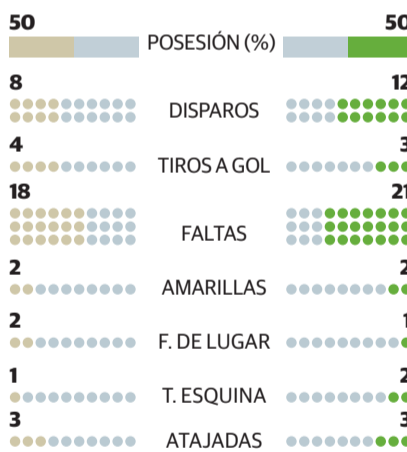 50 50
POSESIÓN (%)
8 12
DISPAROS
4 3
TIROS A GOL
18 21
FALTAS
2 2
AMARILLAS
2 1
F. DE LUGAR
1 2
T. ESQUINA
3 3
ATAJADAS